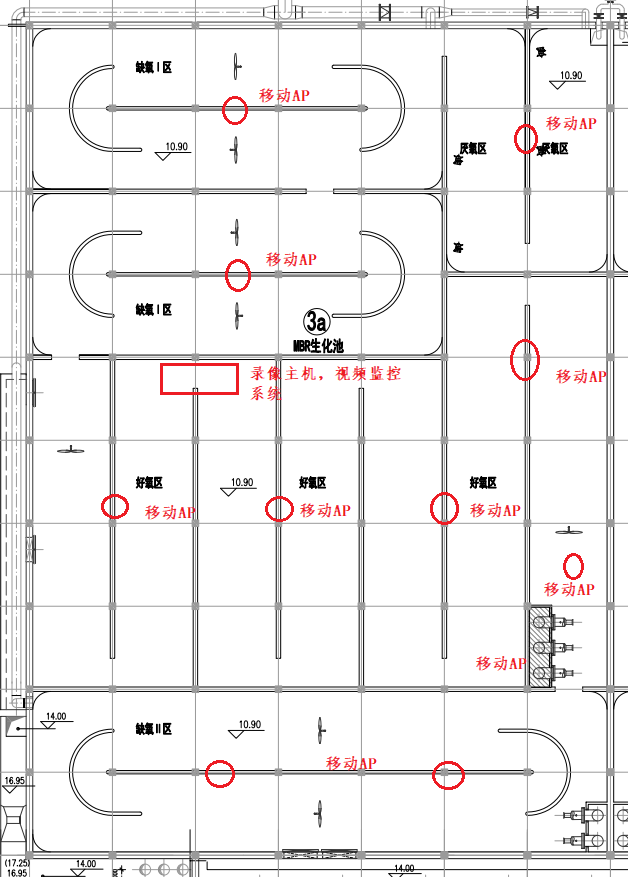 缺氧Ⅰ区
移动AP
10.90
移动AP
10.90
厌氧区
厌氧区
移动AP
缺氧Ⅰ区
3a
MBR生化池
录像主机，视频监控
系统
移动AP
好氧区
10.90
好氧区
好氧区
移动AP
移动AP
移动AP
移动AP
移动AP
14.00
缺氧Ⅱ区
10.90
移动AP
16.95
(17.25)
16.95
14.00
14.00